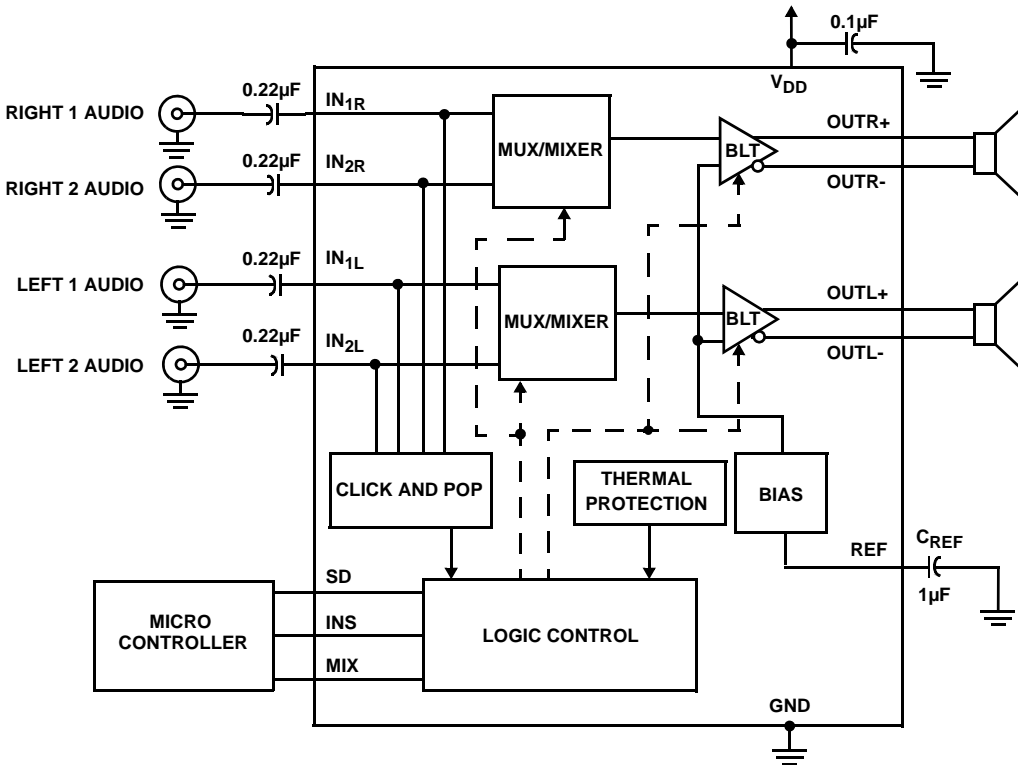 0.1µF
V_DD
0.22µF
IN_1R
RIGHT 1 AUDIO
OUTR+
MUX/MIXER
BLT
0.22µF
IN_2R
RIGHT 2 AUDIO
OUTR-
0.22µF
IN_1L
LEFT 1 AUDIO
OUTL+
MUX/MIXER
BLT
0.22µF
IN_2L
LEFT 2 AUDIO
OUTL-
CLICK AND POP
THERMAL
PROTECTION
BIAS
REF
C_REF
1µF
SD
MICRO
CONTROLLER
INS
LOGIC CONTROL
MIX
GND